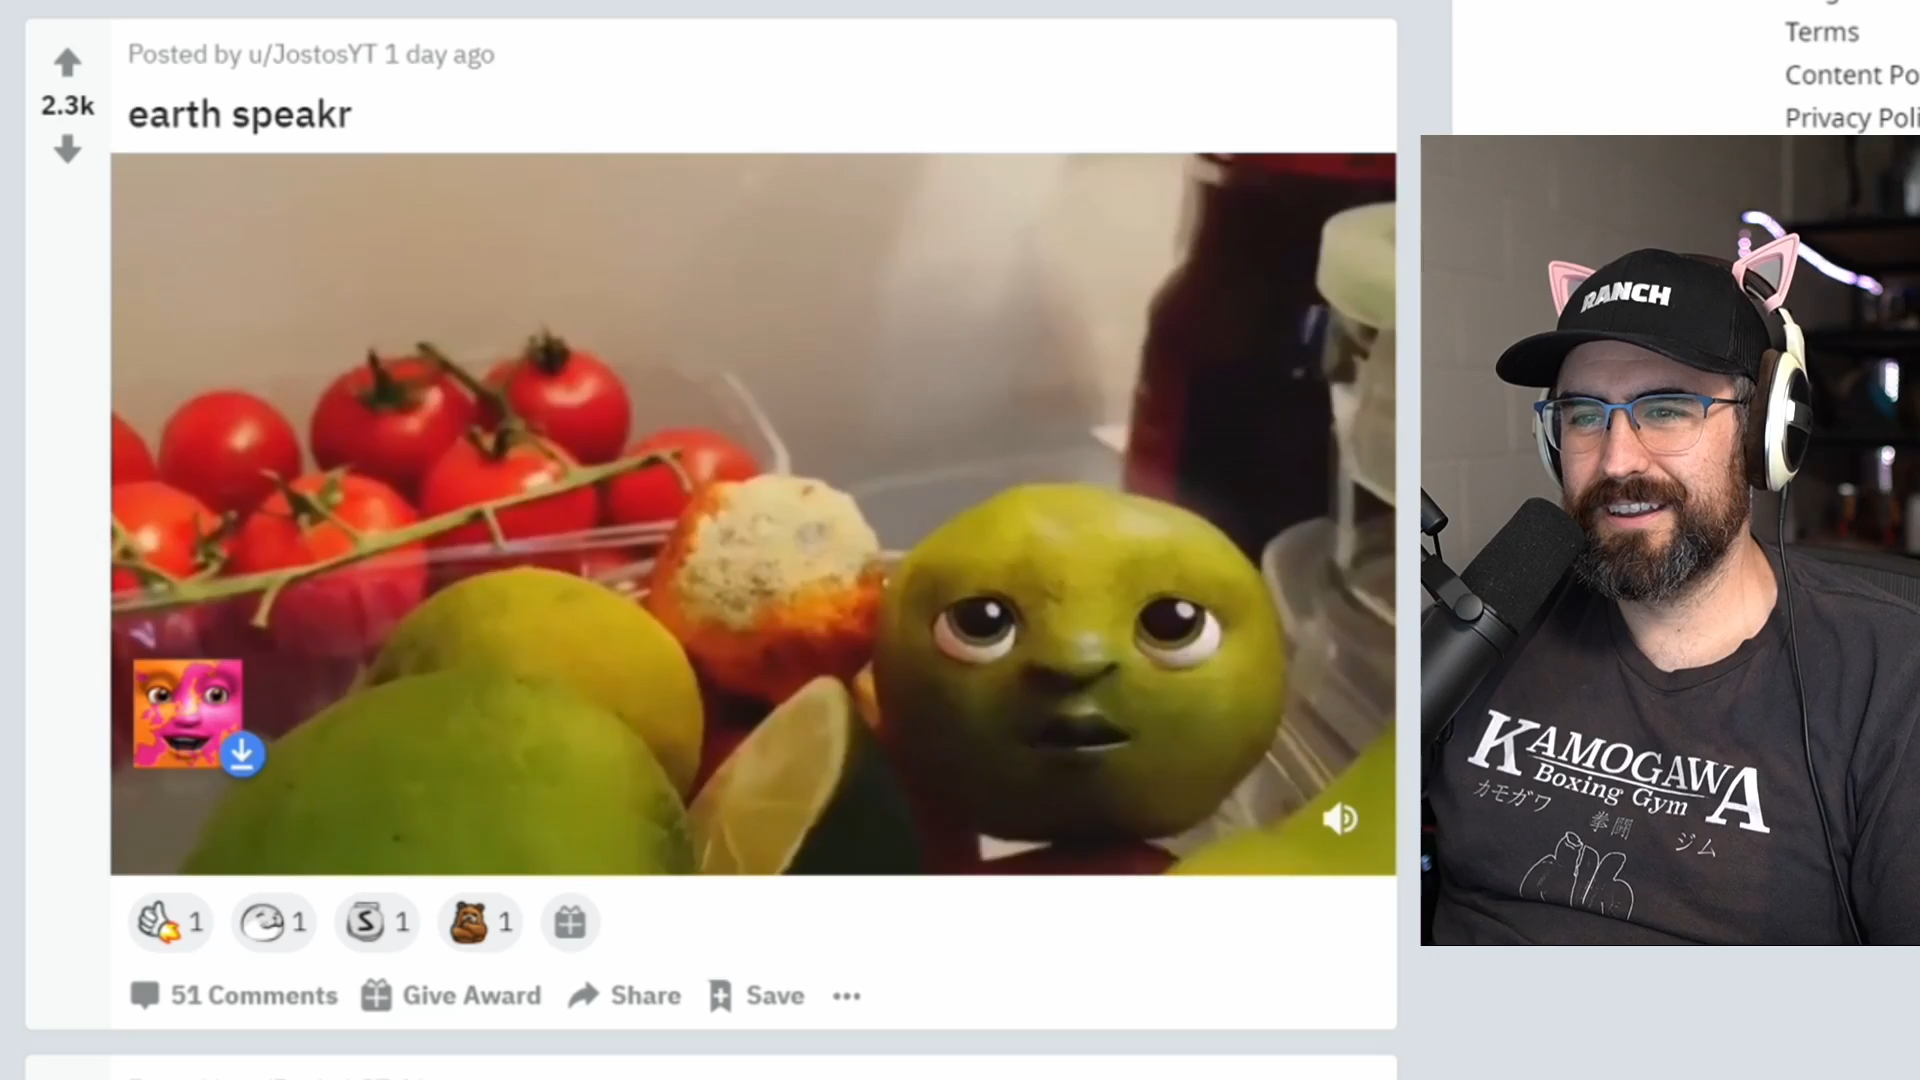 Posted by u/JostosYT 1 day ago
2.3k
earth speakr
1
1
S 1
1
51 Comments
Give Award
Share
Save
Terms
Content Po
Privacy Poli
RANCH
KAMOGAWA
Boxing Gym
カモガワ
拳闘
ジム